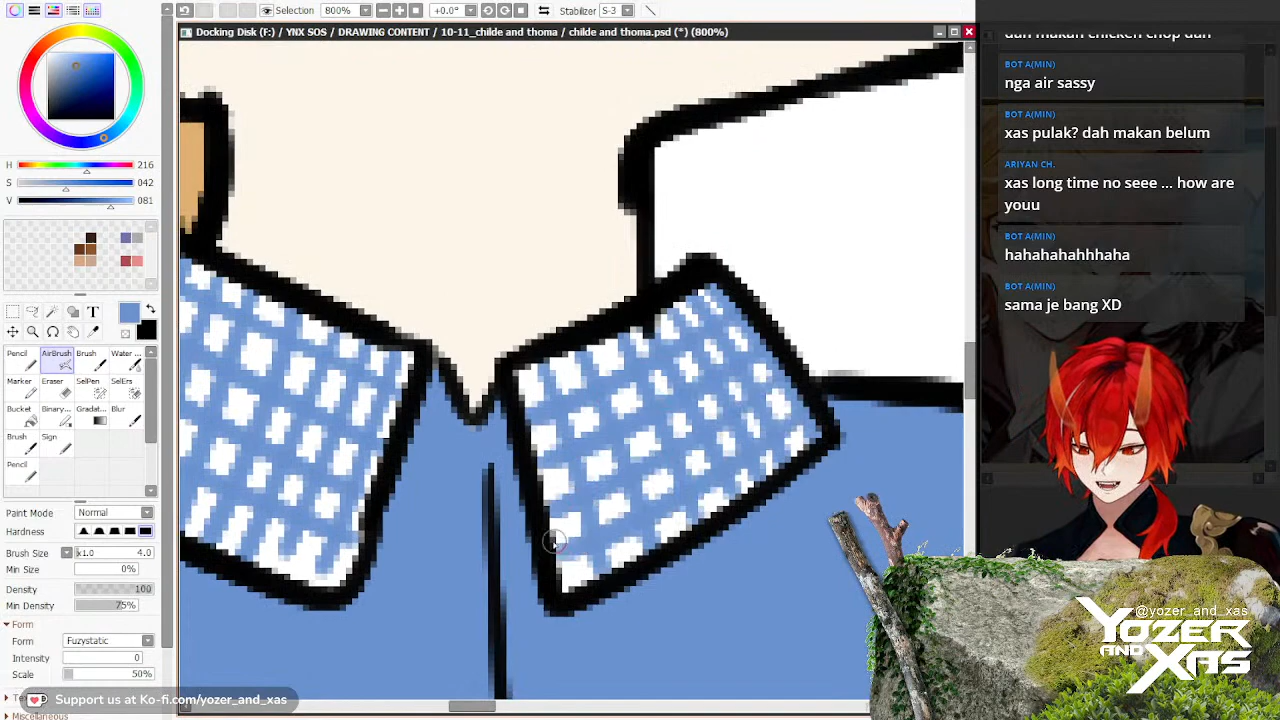 Selection
800%
+0.0°
Stabilizer
S-3
Docking Disk (F:) / YNX SOS / DRAWING CONTENT / 10-11_childe and thoma / childe and thoma.psd (*) (800%)
H
216
S
042
V
081
T
Pencil
AirBrush
Brush
Water ..
Marker
Eraser
SelPen
SelErs
Bucket
Binary...
Gradat...
Blur
Brush
Sign
Pencil
Paint Mode
Normal
Hardness
Brush Size
x1.0
4.0
Min Size
0%
Density
100
Min Density
75%
Form
Form
Fuzystatic
Intensity
0
Scale
50%
Miscellaneous
Support us at Ko-fi.com/yozer_and_xas
dah makan chicken chop dah
BOT A(MIN)
nga air sassy
BOT A(MIN)
xas pulak? dah makan belum
ARIYAN CH.
xas long time no seee ... how are
youu
BOT A(MIN)
hahahahahhhaha
BOT A(MIN)
sama je bang XD
@yozer_and_xas
YOZER
AND
XAS